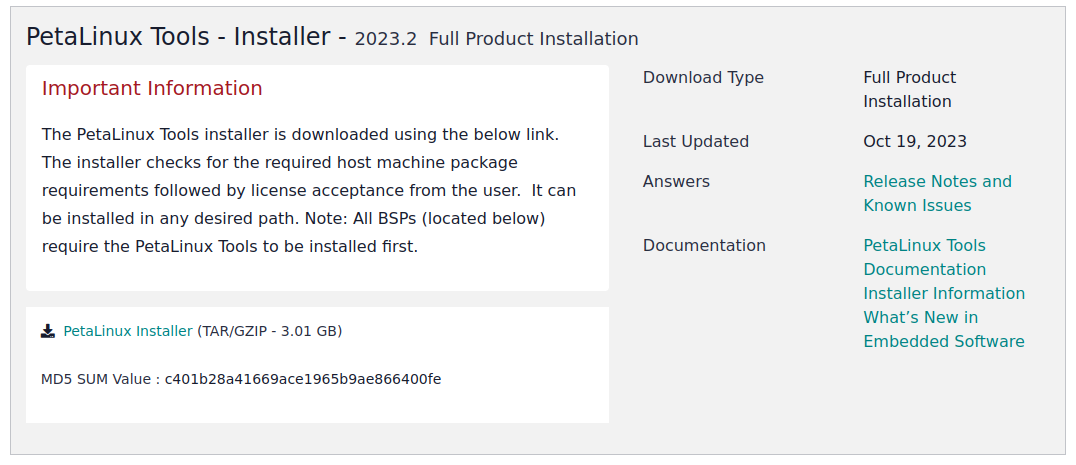 PetaLinux Tools - Installer - 2023.2  Full Product Installation
Important Information
The PetaLinux Tools installer is downloaded using the below link.
The installer checks for the required host machine package
requirements followed by license acceptance from the user.  It can
be installed in any desired path. Note: All BSPs (located below)
require the PetaLinux Tools to be installed first.
PetaLinux Installer (TAR/GZIP - 3.01 GB)
MD5 SUM Value : c401b28a41669ace1965b9ae866400fe
Download Type
Full Product
Installation
Last Updated
Oct 19, 2023
Answers
Release Notes and
Known Issues
Documentation
PetaLinux Tools
Documentation
Installer Information
What’s New in
Embedded Software